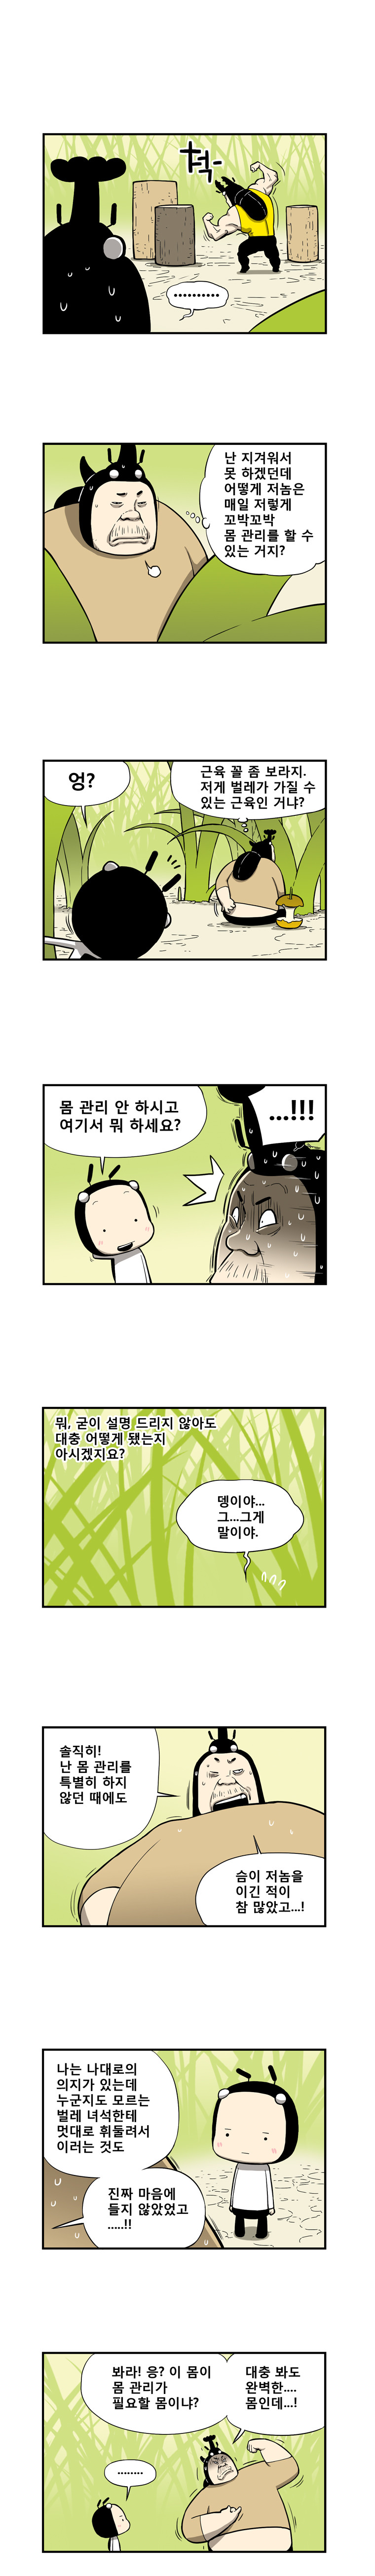 척-
..........
난 지겨워서
못 하겠던데
어떻게 저놈은
매일 저렇게
꼬박꼬박
몸 관리를 할 수
있는 거지?
엉?
근육 꼴 좀 보라지.
저게 벌레가 가질 수
있는 근육인 거냐?
몸 관리 안 하시고
여기서 뭐 하세요?
...!!!
뭐, 굳이 설명 드리지 않아도
대충 어떻게 됐는지
아시겠지요?
뎅이야...
그...그게
말이야.
솔직히!
난 몸 관리를
특별히 하지
않던 때에도
슴이 저놈을
이긴 적이
참 많았고...!
나는 나대로의
의지가 있는데
누군지도 모르는
벌레 녀석한테
멋대로 휘둘려서
이러는 것도
진짜 마음에
들지 않았었고
.....!!
봐라! 응? 이 몸이
몸 관리가
필요할 몸이냐?
대충 봐도
완벽한....
몸인데...!
........